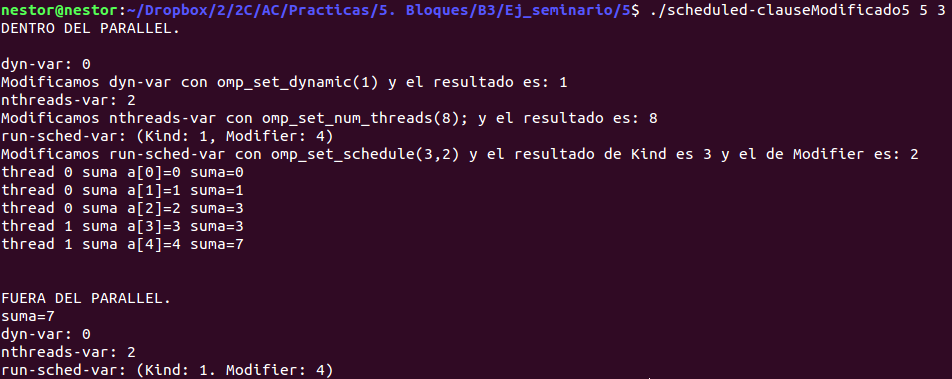 nestor@nestor:~/Dropbox/2/2C/AC/Practicas/5. Bloques/B3/Ej_seminario/5$ ./scheduled-clauseModificado5 5 3
DENTRO DEL PARALLEL.
dyn-var: 0
Modificamos dyn-var con omp_set_dynamic(1) y el resultado es: 1
nthreads-var: 2
Modificamos nthreads-var con omp_set_num_threads(8); y el resultado es: 8
run-sched-var: (Kind: 1, Modifier: 4)
Modificamos run-sched-var con omp_set_schedule(3,2) y el resultado de Kind es 3 y el de Modifier es: 2
thread 0 suma a[0]=0 suma=0
thread 0 suma a[1]=1 suma=1
thread 0 suma a[2]=2 suma=3
thread 1 suma a[3]=3 suma=3
thread 1 suma a[4]=4 suma=7
FUERA DEL PARALLEL.
suma=7
dyn-var: 0
nthreads-var: 2
run-sched-var: (Kind: 1. Modifier: 4)